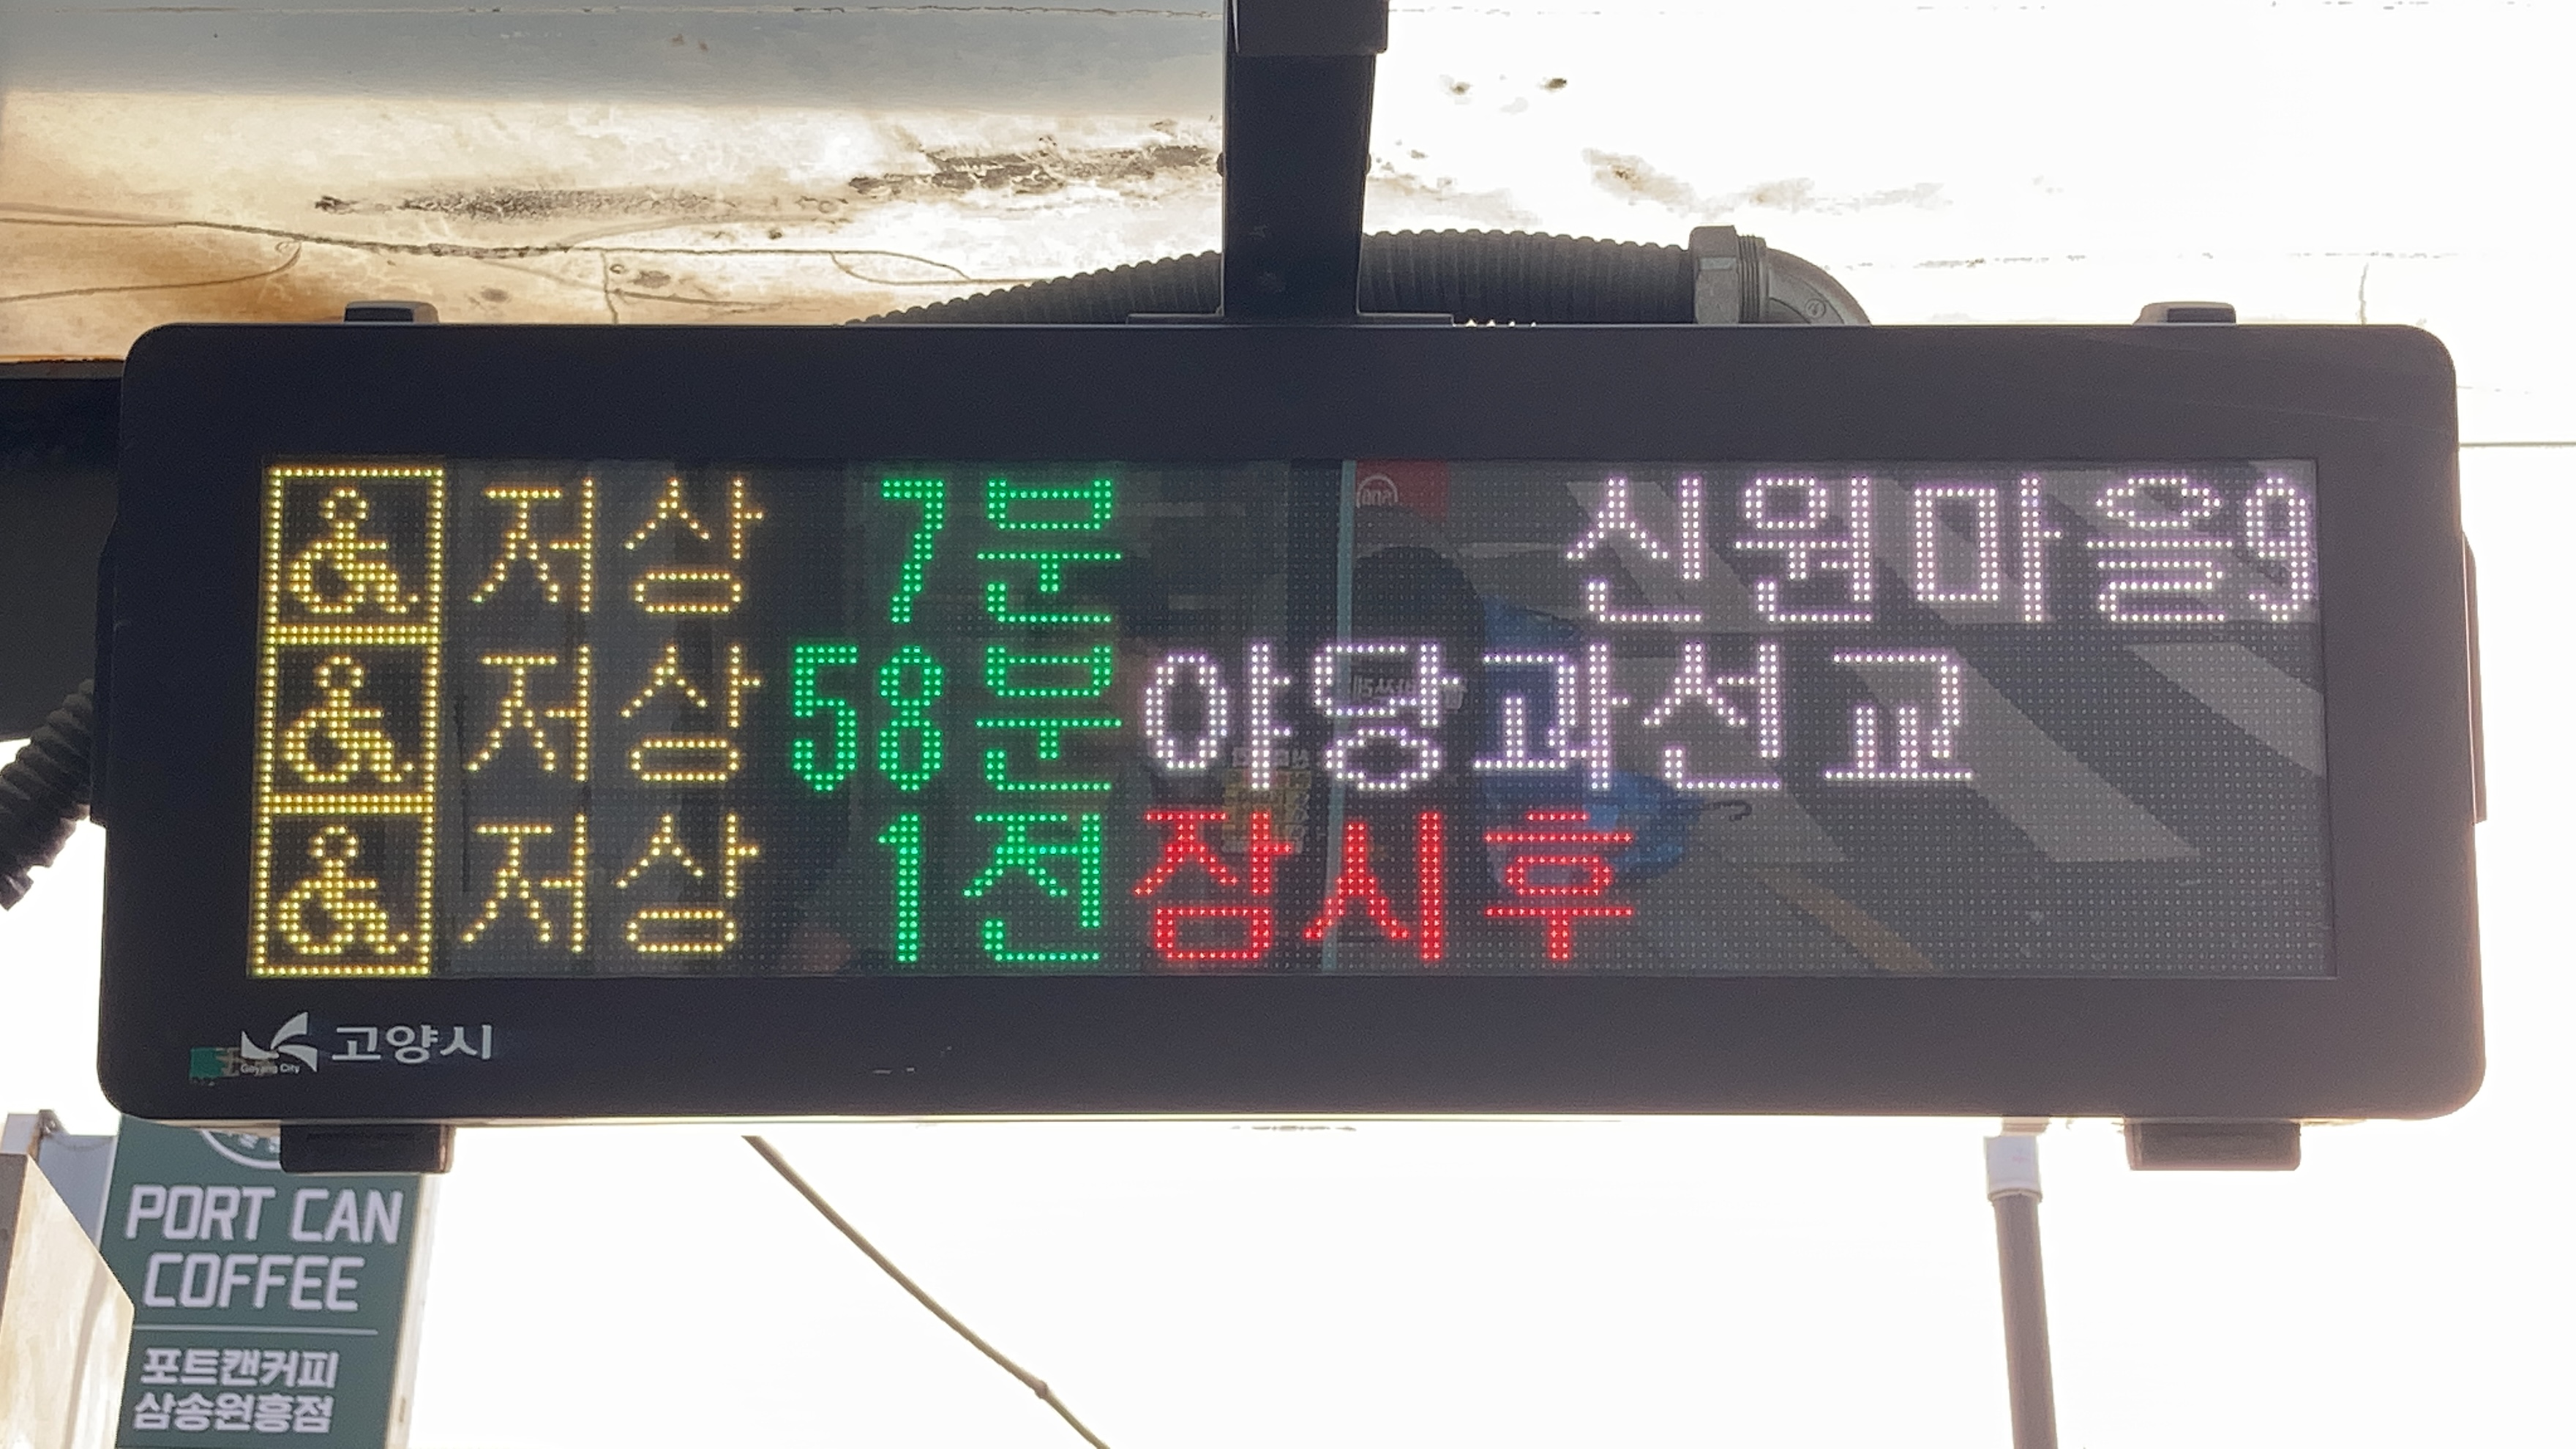 저상 7분 신원마을9
저상 58분 야당과선교
저상 1전 잠시후
고양시
Goyang City
PORT CAN
COFFEE
포트캔커피
삼송원흥점